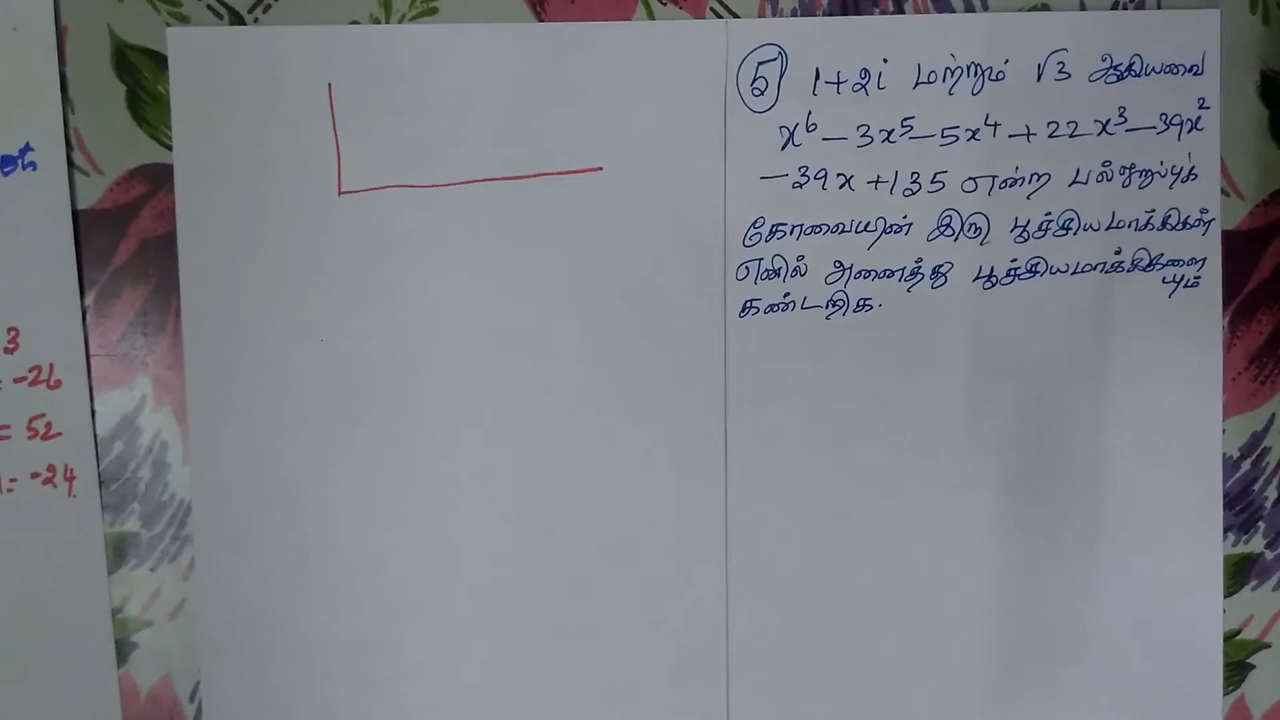 3
-26
= 52
= -24
⑤ 1+2i மற்றும் √3 ஆகியவை
x⁶ - 3x⁵ - 5x⁴ + 22x³ - 39x²
- 39x + 135 என்ற பல்லுறுப்புக்
கோவையின் இரு பூச்சியமாக்கிகள்
எனில் அனைத்து பூச்சியமாக்கிகளை
யும்
கண்டறிக.